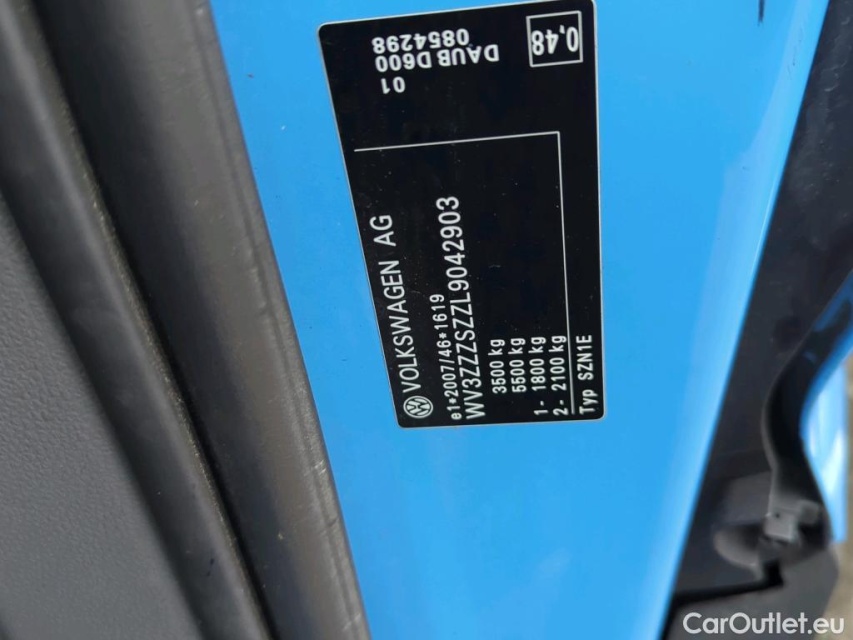 VOLKSWAGEN AG
e1*2007/46*1619
WV3ZZZSZZL9042903
3500 kg
5500 kg
1- 1800 kg
2- 2100 kg
Typ SZN1E
01
DAUB D600
0854298
0,48
CarOutlet.eu